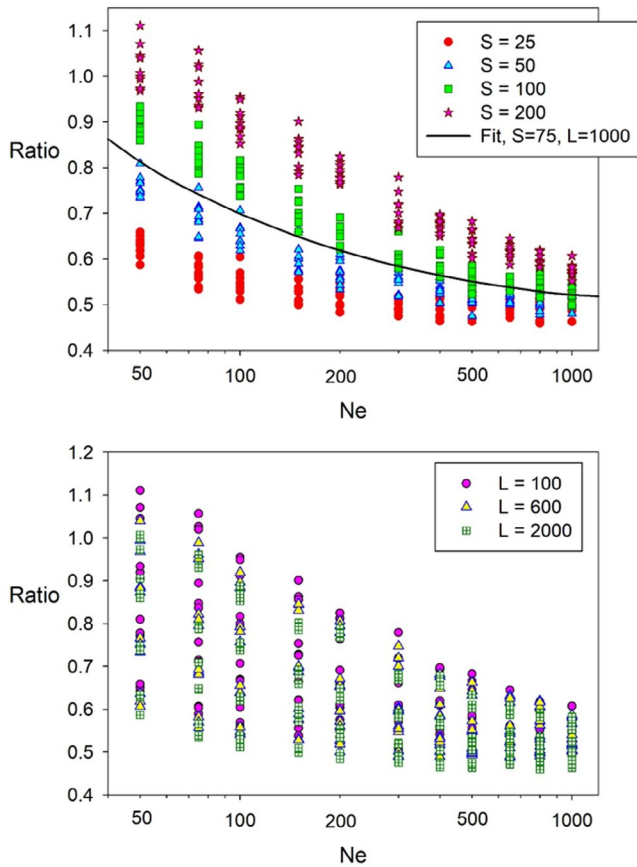 1.1
1.0
0.9
0.8
0.7
0.6
0.5
0.4
Ratio
S = 25
S = 50
S = 100
S = 200
Fit, S=75, L=1000
50
100
200
500
1000
Ne
1.2
1.1
1.0
0.9
0.8
0.7
0.6
0.5
0.4
Ratio
L = 100
L = 600
L = 2000
50
100
200
500
1000
Ne